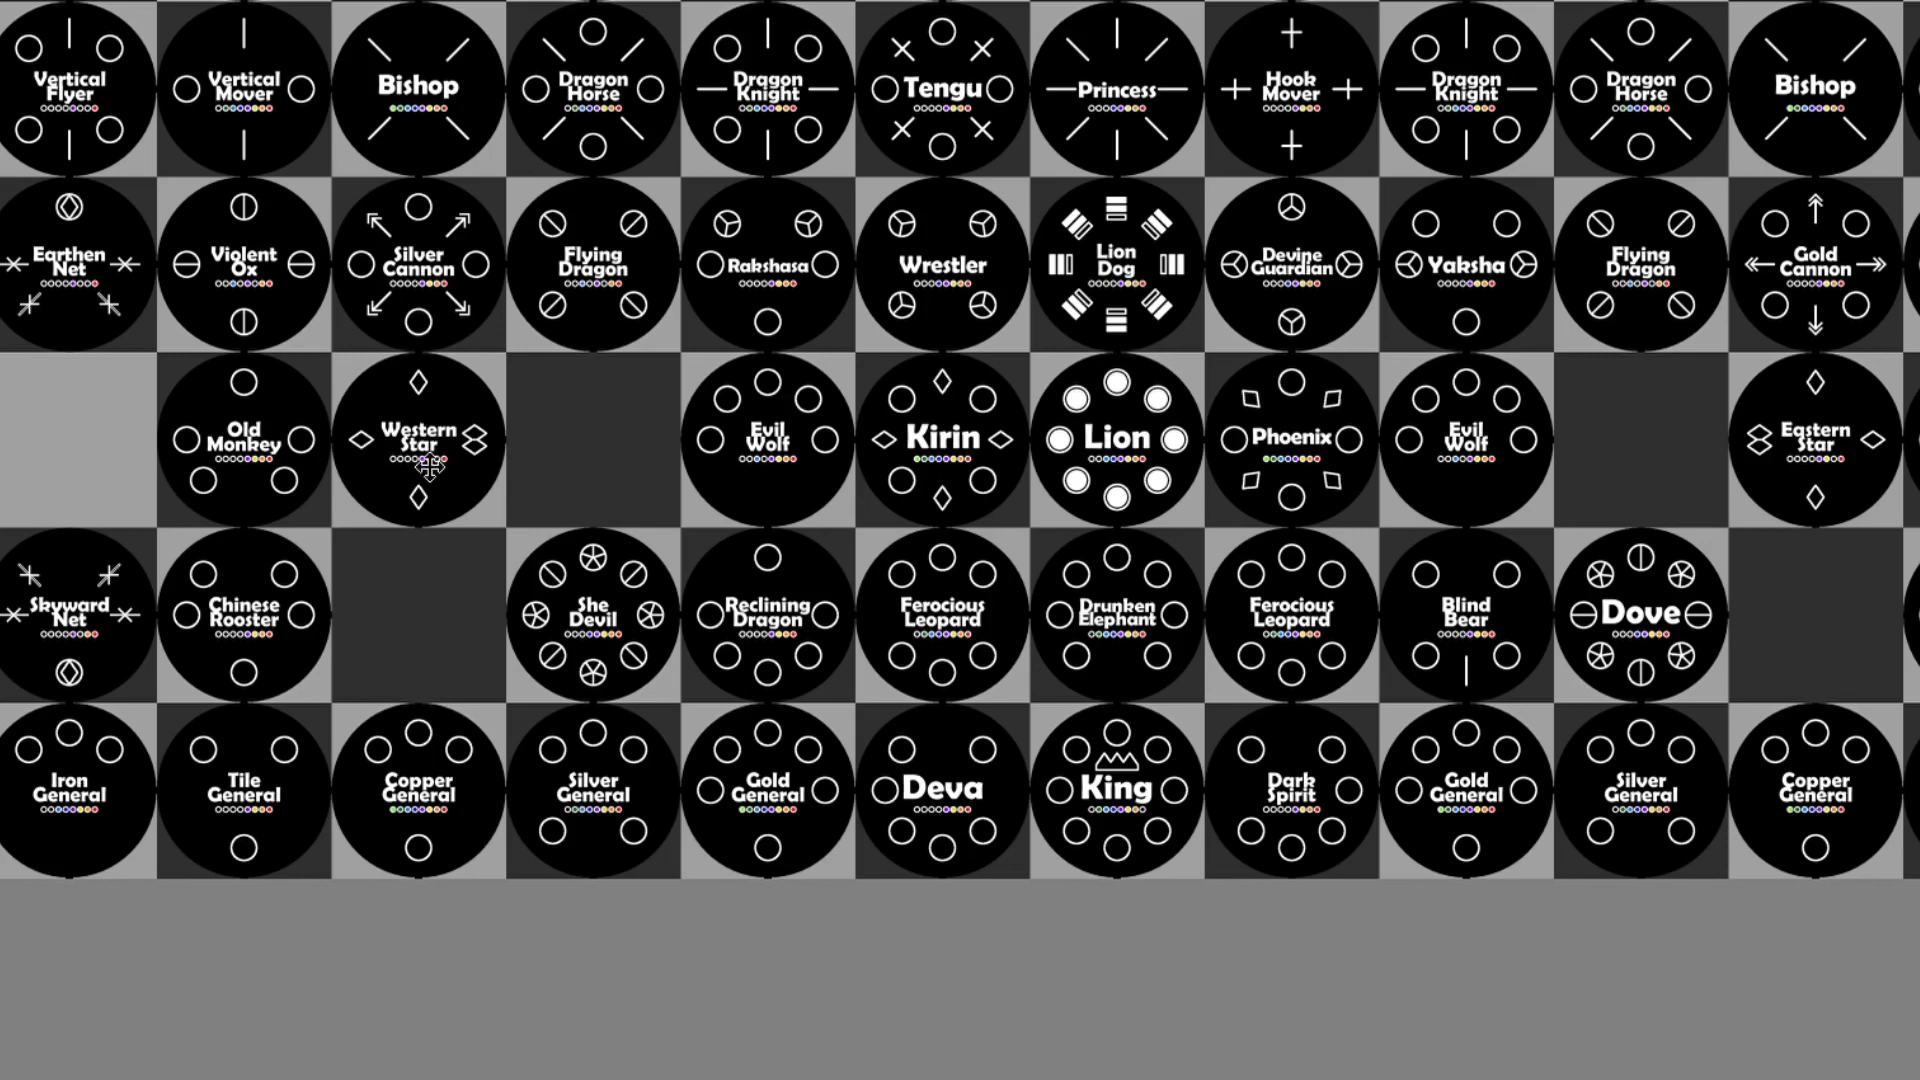 Vertical
Flyer
Vertical
Mover
Bishop
Dragon
Horse
Dragon
Knight
Tengu
Princess
Hook
Mover
Dragon
Knight
Dragon
Horse
Bishop
Earthen
Net
Violent
Ox
Silver
Cannon
Flying
Dragon
Rakshasa
Wrestler
Lion
Dog
Devine
Guardian
Yaksha
Flying
Dragon
Gold
Cannon
Old
Monkey
Western
Star
Evil
Wolf
Kirin
Lion
Phoenix
Evil
Wolf
Eastern
Star
Skyward
Net
Chinese
Rooster
She
Devil
Reclining
Dragon
Ferocious
Leopard
Drunken
Elephant
Ferocious
Leopard
Blind
Bear
Dove
Iron
General
Tile
General
Copper
General
Silver
General
Gold
General
Deva
King
Dark
Spirit
Gold
General
Silver
General
Copper
General